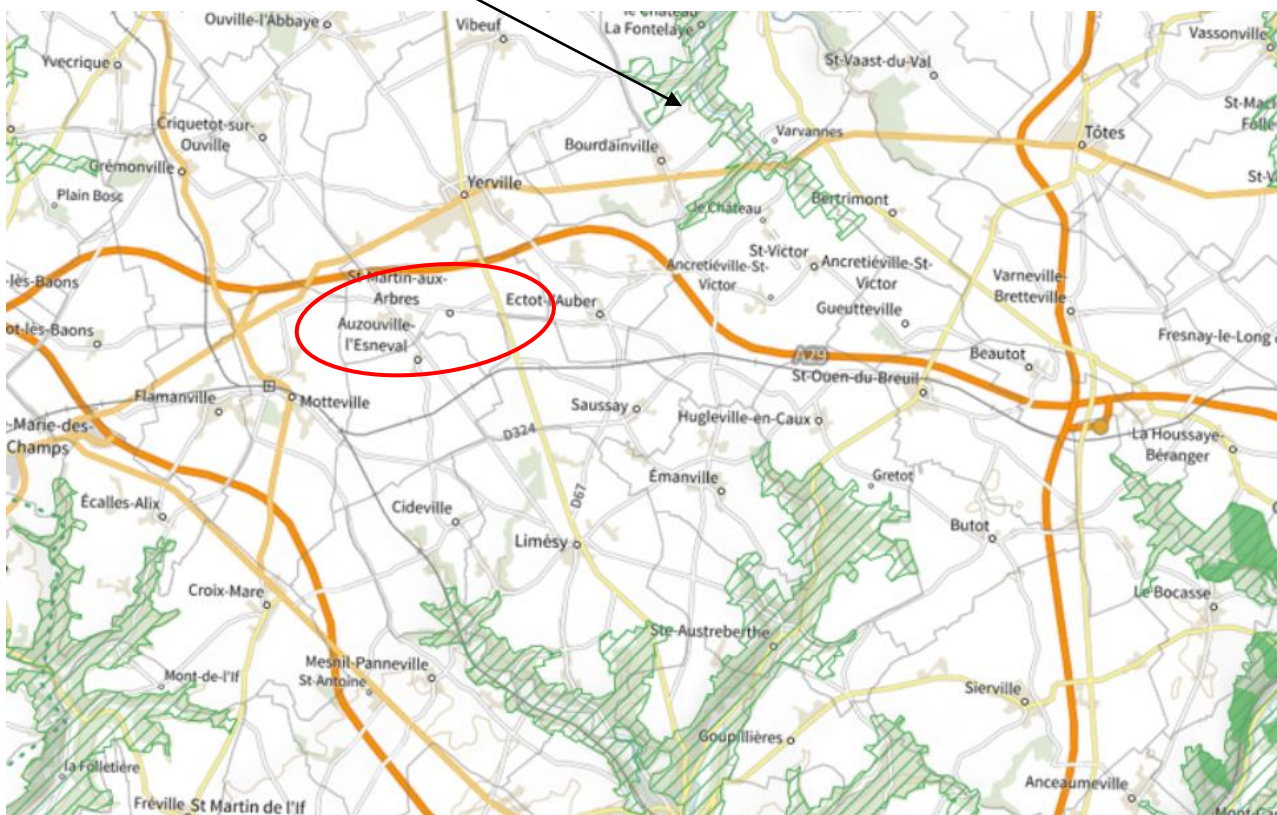 Ouville-l'Abbaye
Vibeuf
La Fontelaye
Vassonville
Yvecrique
St-Vaast-du-Val
Criquetot-sur-
Ouville
Varvannes
Tôtes
Bourdainville
Grémonville
Plain Bosc
Yerville
Bertrimont
le Château
St-Victor
Ancretiéville-St-
Victor
Ancretiéville-St-
Victor
-lès-Baons
St-Martin-aux-
Arbres
Ectot-l'Auber
Varneville-
Bretteville
Gueutteville
Auzouville-
l'Esneval
ot-lès-Baons
Fresnay-le-Long
A29
Beautot
St-Ouen-du-Breuil
Flamanville
Motteville
Saussay
Hugleville-en-Caux
-Marie-des-
Champs
D324
La Houssaye-
Béranger
Émanville
Gretot
D67
Écalles-Alix
Cideville
Butot
Limésy
Croix-Mare
Le Bocasse
Ste-Austreberthe
Mesnil-Panneville
Mont-de-l'If
St-Antoine
Sierville
Goupillières
la Folletière
Anceaumeville
Fréville St Martin de l'If